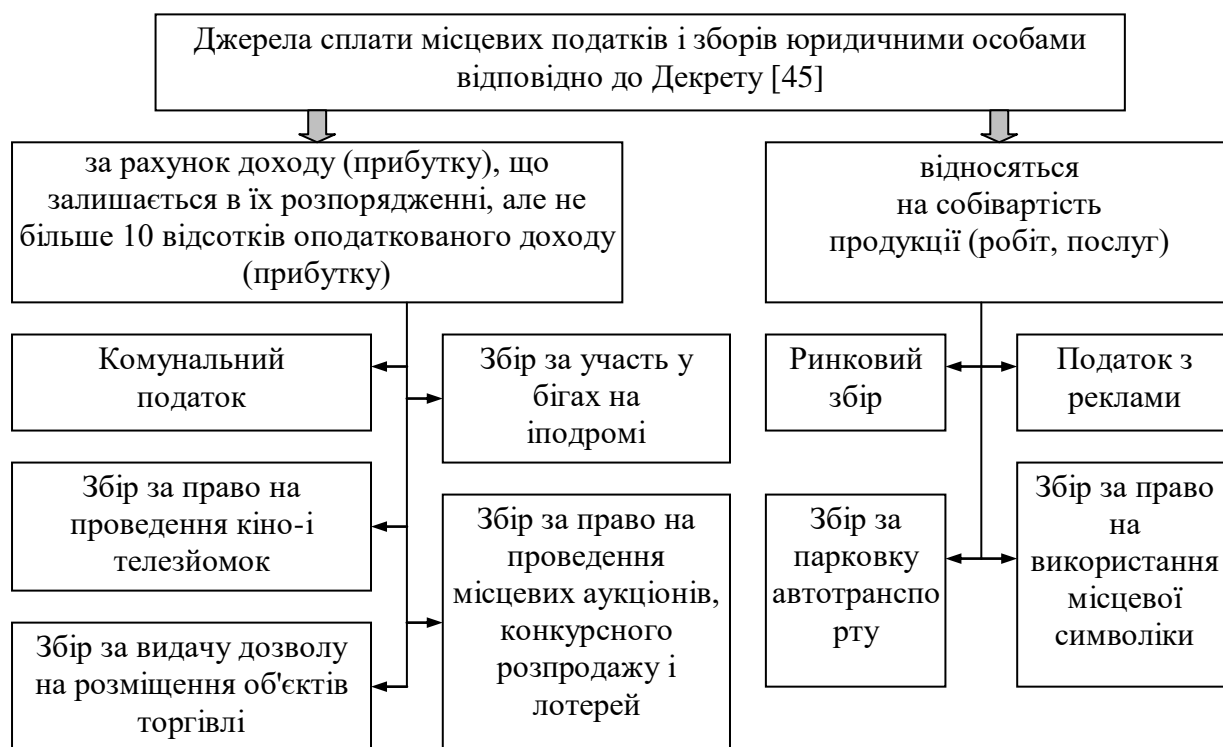 Джерела сплати місцевих податків і зборів юридичними особами
відповідно до Декрету [45]
за рахунок доходу (прибутку), що
залишається в їх розпорядженні, але не
більше 10 відсотків оподаткованого доходу
(прибутку)
відносяться
на собівартість
продукції (робіт, послуг)
Комунальний
податок
Збір за участь у
бігах на
іподромі
Ринковий
збір
Податок з
реклами
Збір за право на
проведення кіно-і
телезйомок
Збір за право на
проведення
місцевих аукціонів,
конкурсного
розпродажу і
лотерей
Збір за
парковку
автотранспо
рту
Збір за право
на
використання
місцевої
символіки
Збір за видачу дозволу
на розміщення об'єктів
торгівлі